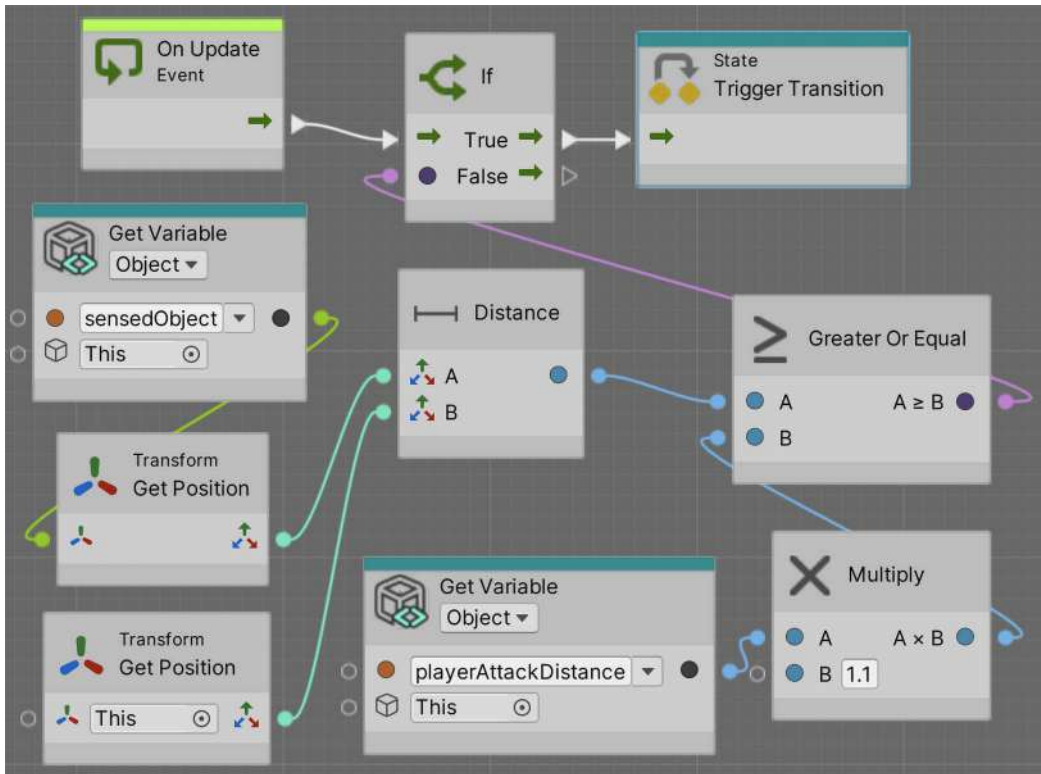 On Update
Event
If
True
False
State
Trigger Transition
Get Variable
Object
sensedObject
This
Distance
A
B
Greater Or Equal
A A ≥ B
B
Transform
Get Position
Transform
Get Position
This
Get Variable
Object
playerAttackDistance
This
Multiply
A A × B
B 1.1